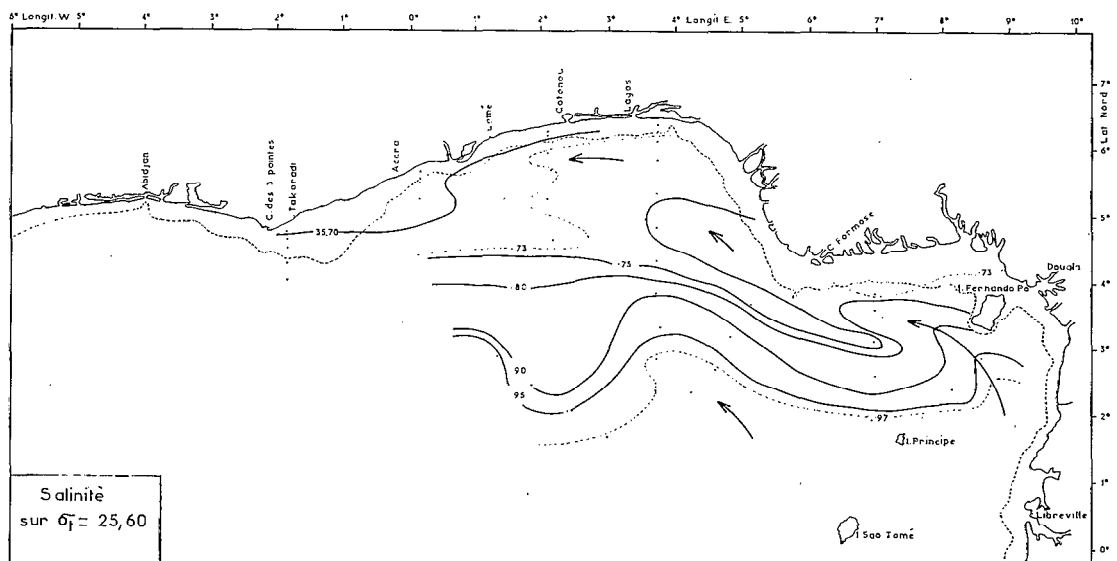 6° Longit. W 5° 4° 3° 2° 1° 0° 1° 2° 3° 4° Longit E. 5° 6° 7° 8° 9° 10°
7°
Lat Nord
6°
5°
4°
3°
2°
1°
0°
Abidjan
C. des 3 pointes
Takoradi
Accra
Lomé
Cotonou
Lagos
C. Formose
Douala
I. Fernando Po
I. Principe
I Sao Tomé
Libreville
35,70
.73
.75
.80
.90
.95
.97
.73
Salinité
sur σt = 25,60